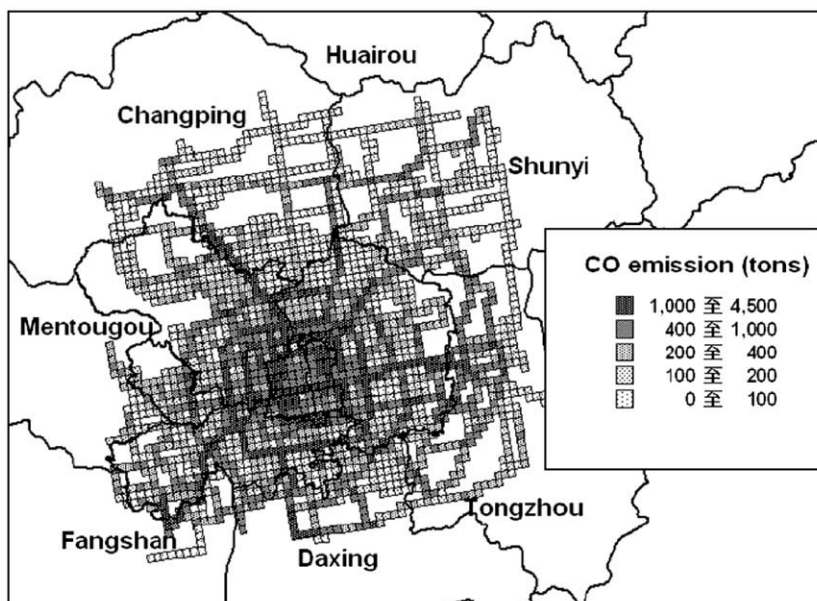 Huairou
Changping
Shunyi
CO emission (tons)
1,000 至 4,500
400 至 1,000
200 至 400
100 至 200
0 至 100
Mentougou
Tongzhou
Fangshan
Daxing